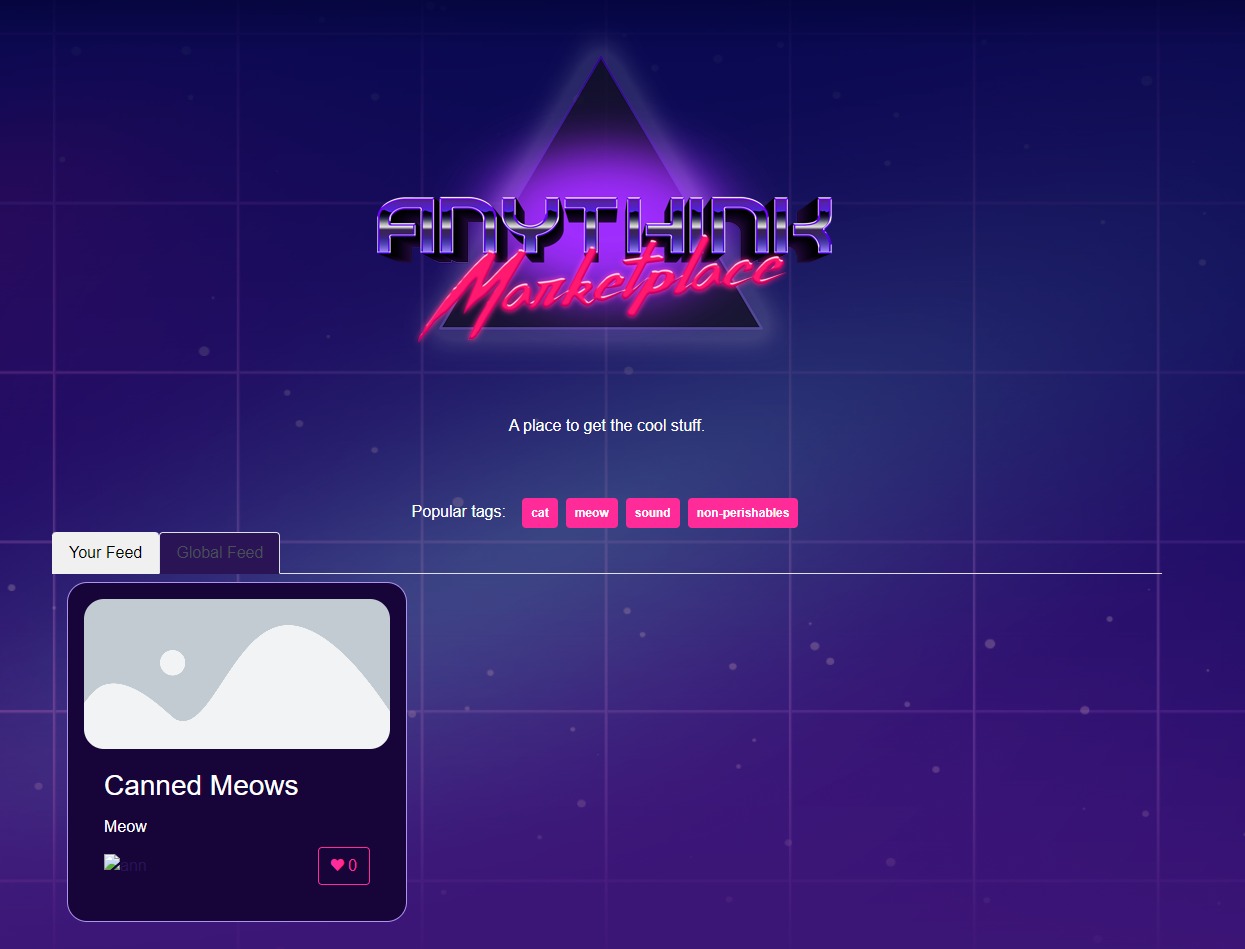 ANYTHINK
Marketplace
A place to get the cool stuff.
Popular tags: cat meow sound non-perishables
Your Feed Global Feed
Canned Meows
Meow
ann 0